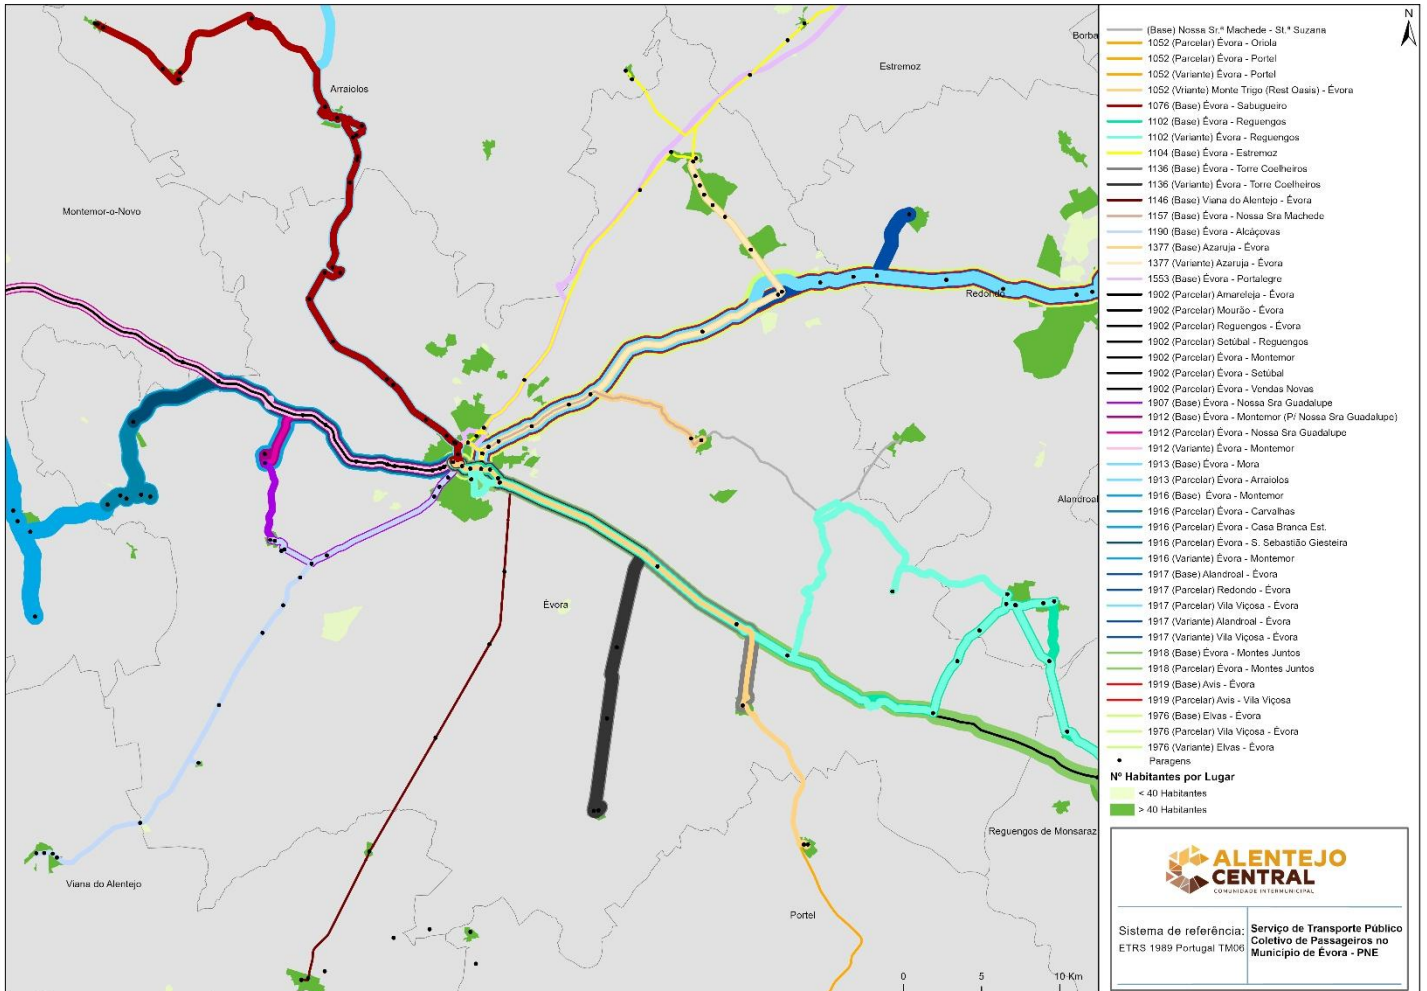 N
Borba
Estremoz
Arraiolos
Montemor-o-Novo
Redondo
Alandroal
Évora
Reguengos de Monsaraz
Viana do Alentejo
Portel
0 5 10 Km
(Base) Nossa Sr.ª Machede - St.ª Suzana
1052 (Parcelar) Évora - Oriola
1052 (Parcelar) Évora - Portel
1052 (Variante) Évora - Portel
1052 (Vriante) Monte Trigo (Rest Oasis) - Évora
1076 (Base) Évora - Sabugueiro
1102 (Base) Évora - Reguengos
1102 (Variante) Évora - Reguengos
1104 (Base) Évora - Estremoz
1136 (Base) Évora - Torre Coelheiros
1136 (Variante) Évora - Torre Coelheiros
1146 (Base) Viana do Alentejo - Évora
1157 (Base) Évora - Nossa Sra Machede
1190 (Base) Évora - Alcáçovas
1377 (Base) Azaruja - Évora
1377 (Variante) Azaruja - Évora
1553 (Base) Évora - Portalegre
1902 (Parcelar) Amareleja - Évora
1902 (Parcelar) Mourão - Évora
1902 (Parcelar) Reguengos - Évora
1902 (Parcelar) Setúbal - Reguengos
1902 (Parcelar) Évora - Montemor
1902 (Parcelar) Évora - Setúbal
1902 (Parcelar) Évora - Vendas Novas
1907 (Base) Évora - Nossa Sra Guadalupe
1912 (Base) Évora - Montemor (P/ Nossa Sra Guadalupe)
1912 (Parcelar) Évora - Nossa Sra Guadalupe
1912 (Variante) Évora - Montemor
1913 (Base) Évora - Mora
1913 (Parcelar) Évora - Arraiolos
1916 (Base) Évora - Montemor
1916 (Parcelar) Évora - Carvalhas
1916 (Parcelar) Évora - Casa Branca Est.
1916 (Parcelar) Évora - S. Sebastião Giesteira
1916 (Variante) Évora - Montemor
1917 (Base) Alandroal - Évora
1917 (Parcelar) Redondo - Évora
1917 (Parcelar) Vila Viçosa - Évora
1917 (Variante) Alandroal - Évora
1917 (Variante) Vila Viçosa - Évora
1918 (Base) Évora - Montes Juntos
1918 (Parcelar) Évora - Montes Juntos
1919 (Base) Avis - Évora
1919 (Parcelar) Avis - Vila Viçosa
1976 (Base) Elvas - Évora
1976 (Parcelar) Vila Viçosa - Évora
1976 (Variante) Elvas - Évora
Paragens
Nº Habitantes por Lugar
< 40 Habitantes
> 40 Habitantes
ALENTEJO
CENTRAL
COMUNIDADE INTERMUNICIPAL
Sistema de referência:
ETRS 1989 Portugal TM06
Serviço de Transporte Público
Coletivo de Passageiros no
Município de Évora - PNE